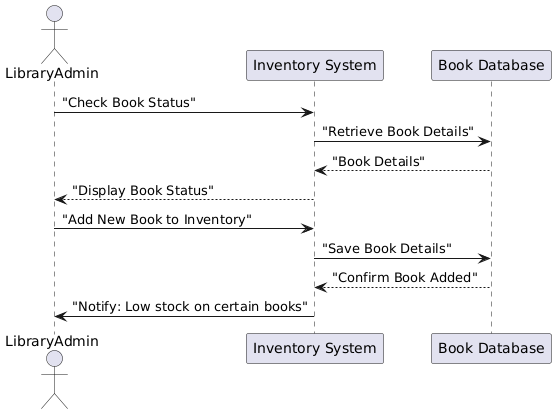 LibraryAdmin
Inventory System
Book Database
"Check Book Status"
"Retrieve Book Details"
"Book Details"
"Display Book Status"
"Add New Book to Inventory"
"Save Book Details"
"Confirm Book Added"
"Notify: Low stock on certain books"
LibraryAdmin
Inventory System
Book Database